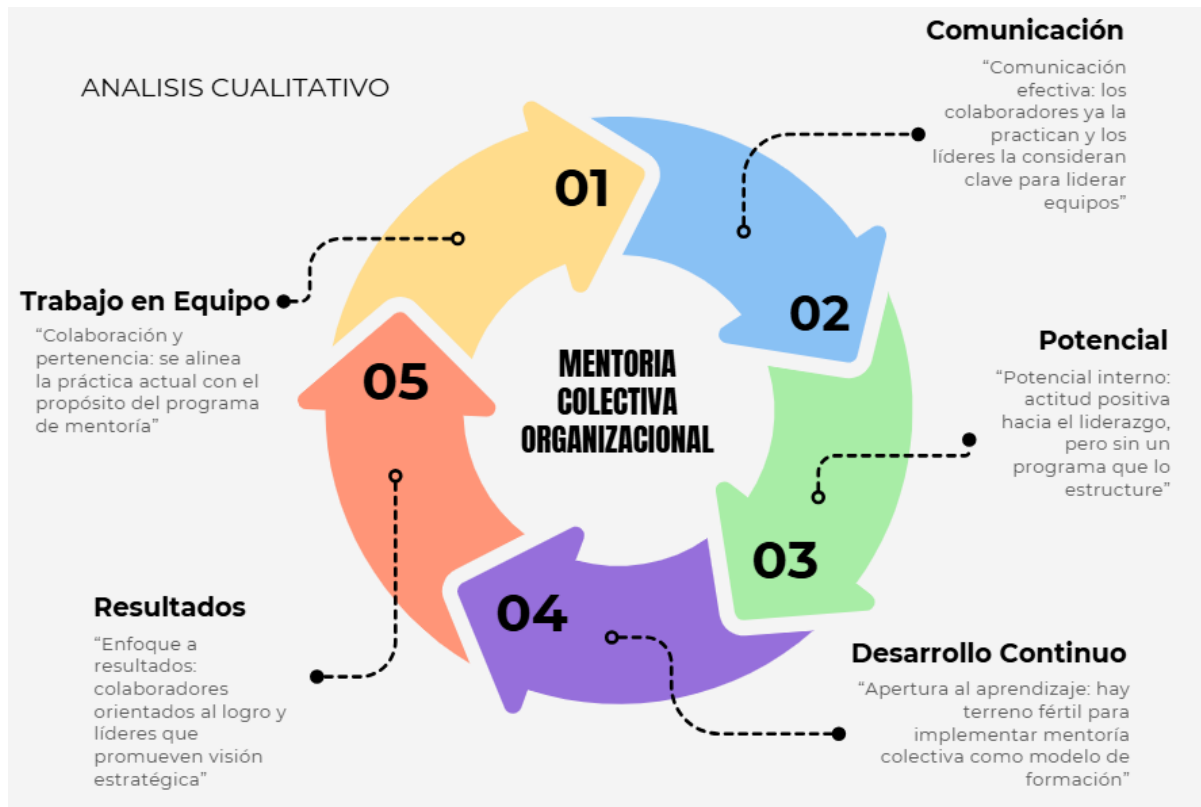 ANALISIS CUALITATIVO
01
Trabajo en Equipo
“Colaboración y
pertenencia: se alinea
la práctica actual con el
propósito del programa
de mentoría”
02
Comunicación
“Comunicación
efectiva: los
colaboradores ya la
practican y los
líderes la consideran
clave para liderar
equipos”
03
Potencial
“Potencial interno:
actitud positiva
hacia el liderazgo,
pero sin un
programa que lo
estructure”
04
Desarrollo Continuo
“Apertura al aprendizaje: hay
terreno fértil para
implementar mentoría
colectiva como modelo de
formación”
05
Resultados
“Enfoque a
resultados:
colaboradores
orientados al logro y
líderes que
promueven visión
estratégica”
MENTORIA
COLECTIVA
ORGANIZACIONAL